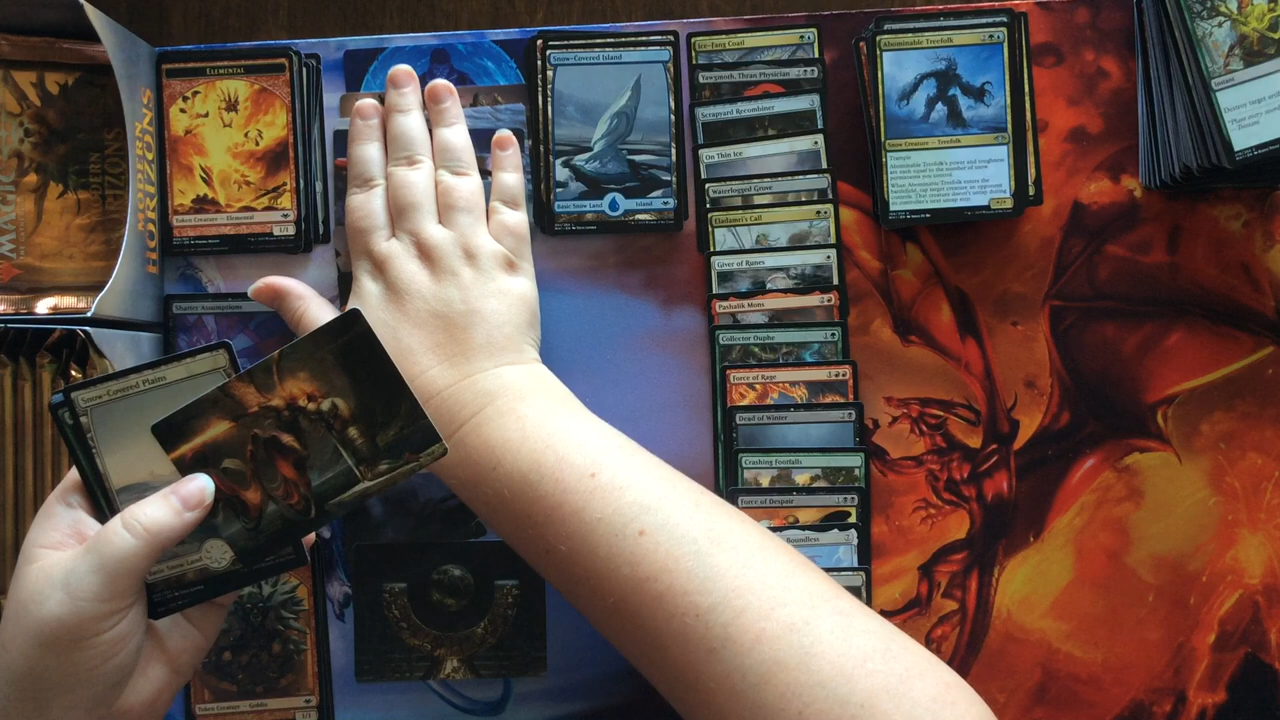 MAGIC
MODERN
HORIZONS
ELEMENTAL
Token Creature — Elemental
1/1
Shatter Assumptions
Snow-Covered Plains
Basic Snow Land
Token Creature — Goblin
1/1
Snow-Covered Island
Basic Snow Land
Island
Ice-Fang Coatl
Yawgmoth, Thran Physician
Scrapyard Recombiner
On Thin Ice
Waterlogged Grove
Eladamri's Call
Giver of Runes
Pashalik Mons
Collector Ouphe
Force of Rage
Dead of Winter
Crashing Footfalls
Force of Despair
Boundless
Abominable Treefolk
Snow Creature — Treefolk
Trample
Abominable Treefolk's power and toughness
are each equal to the number of snow
permanents you control.
When Abominable Treefolk enters the
battlefield, tap target creature an opponent
controls. That creature doesn't untap during
its controller's next untap step.
*/*
Instant
Destroy target